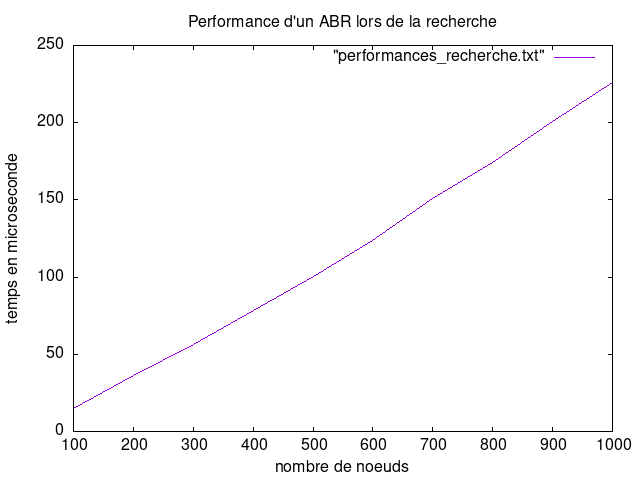 Performance d'un ABR lors de la recherche
"performances_recherche.txt"
temps en microseconde
250
200
150
100
50
0
100 200 300 400 500 600 700 800 900 1000
nombre de noeuds